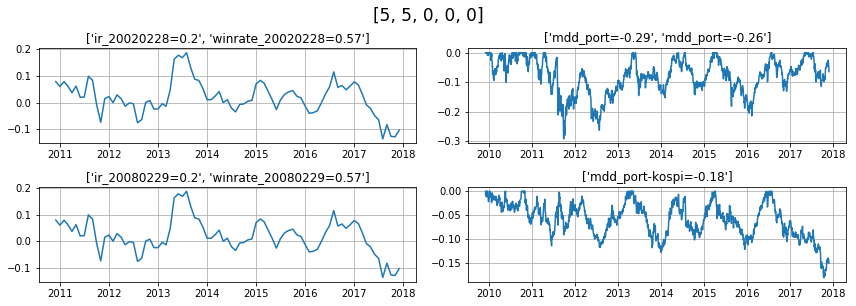 [5, 5, 0, 0, 0]
['ir_20020228=0.2', 'winrate_20020228=0.57']
0.2
0.1
0.0
−0.1
2011 2012 2013 2014 2015 2016 2017 2018
['mdd_port=-0.29', 'mdd_port=-0.26']
0.0
−0.1
−0.2
−0.3
2010 2011 2012 2013 2014 2015 2016 2017 2018
['ir_20080229=0.2', 'winrate_20080229=0.57']
0.2
0.1
0.0
−0.1
2011 2012 2013 2014 2015 2016 2017 2018
['mdd_port-kospi=-0.18']
0.00
−0.05
−0.10
−0.15
2010 2011 2012 2013 2014 2015 2016 2017 2018